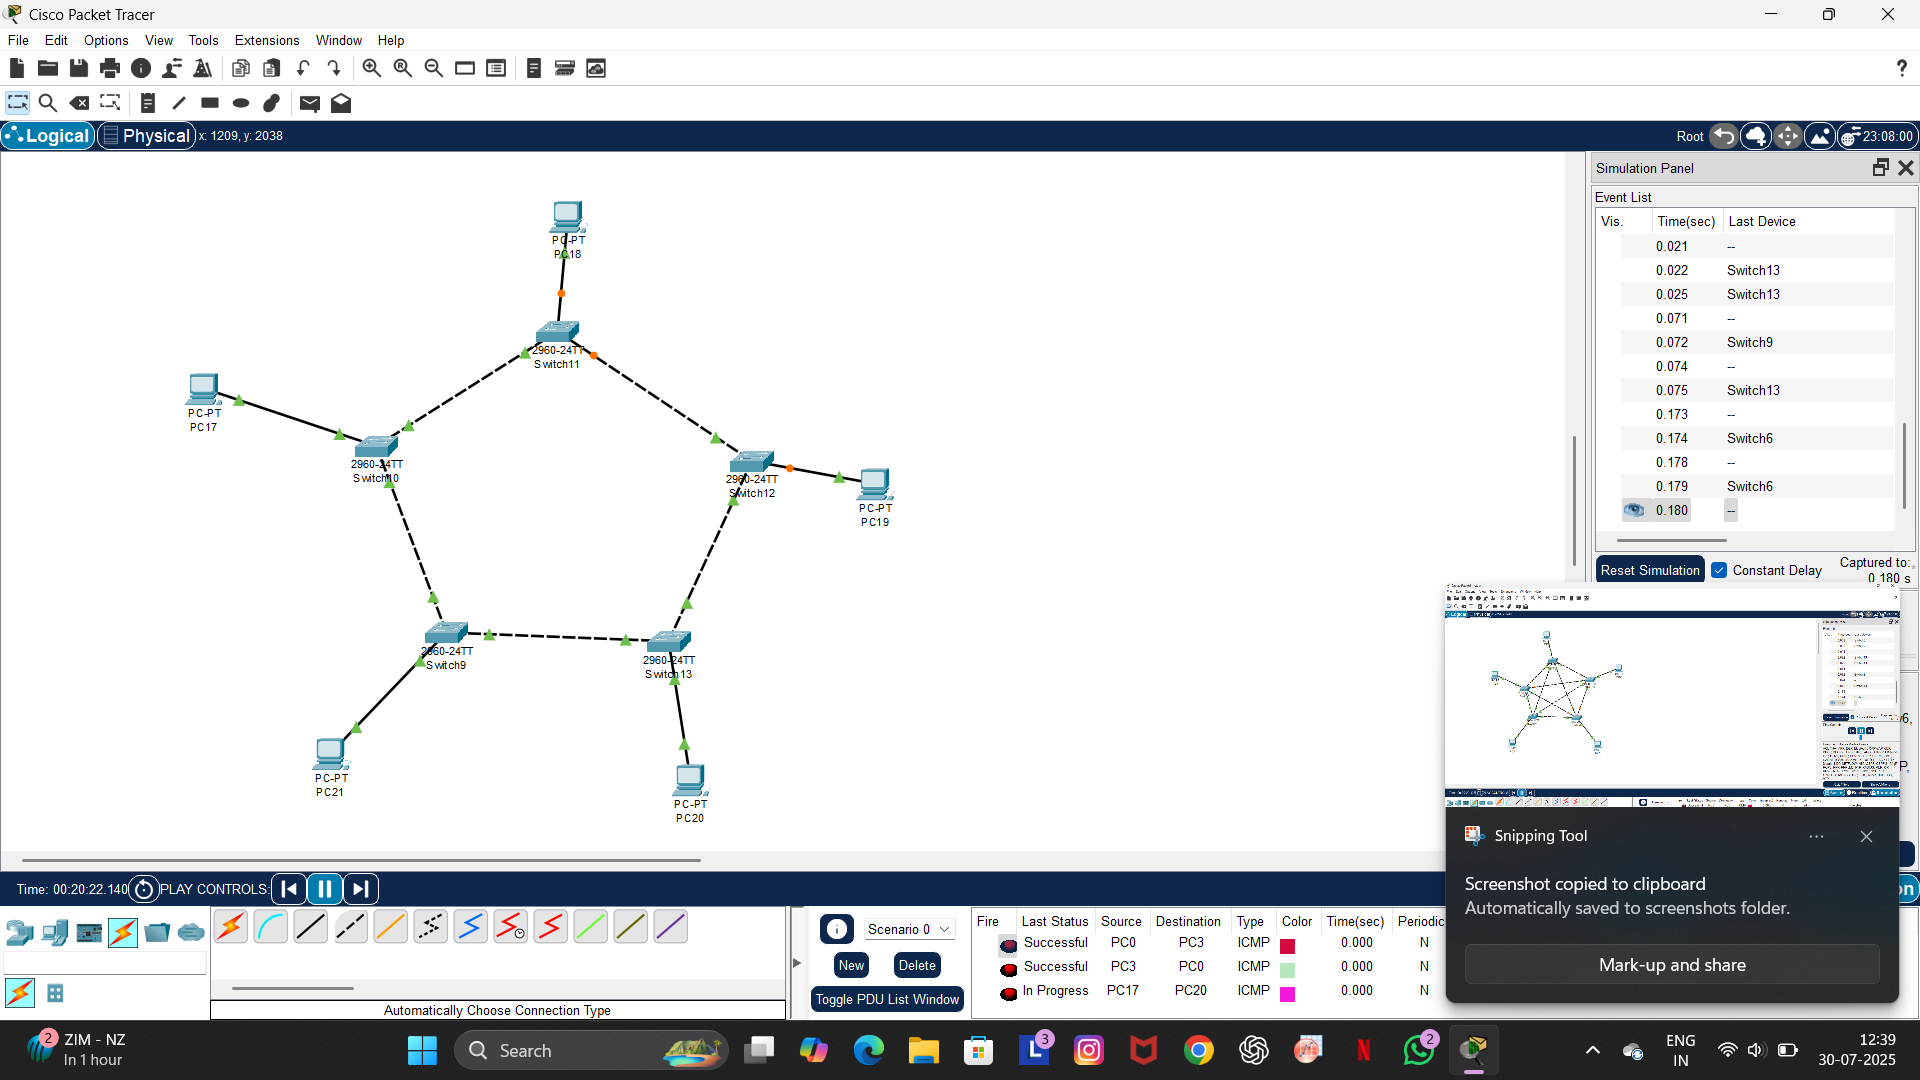 Cisco Packet Tracer
File Edit Options View Tools Extensions Window Help
Logical Physical x: 1209, y: 2038 Root 23:08:00
Simulation Panel
Event List
Vis. Time(sec) Last Device
0.021 --
0.022 Switch13
0.025 Switch13
0.071 --
0.072 Switch9
0.074 --
0.075 Switch13
0.173 --
0.174 Switch6
0.178 --
0.179 Switch6
0.180 --
Reset Simulation Constant Delay Captured to:
0.180 s
PC-PT
PC18
2960-24TT
Switch11
PC-PT
PC17
2960-24TT
Switch10
2960-24TT
Switch12
PC-PT
PC19
2960-24TT
Switch9
2960-24TT
Switch13
PC-PT
PC21
PC-PT
PC20
Snipping Tool
Screenshot copied to clipboard
Automatically saved to screenshots folder.
Mark-up and share
Time: 00:20:22.140 PLAY CONTROLS:
Scenario 0
New Delete
Toggle PDU List Window
Automatically Choose Connection Type
Fire Last Status Source Destination Type Color Time(sec) Periodic
Successful PC0 PC3 ICMP 0.000 N
Successful PC3 PC0 ICMP 0.000 N
In Progress PC17 PC20 ICMP 0.000 N
2 ZIM - NZ
In 1 hour
Search
3
2
ENG
IN
12:39
30-07-2025